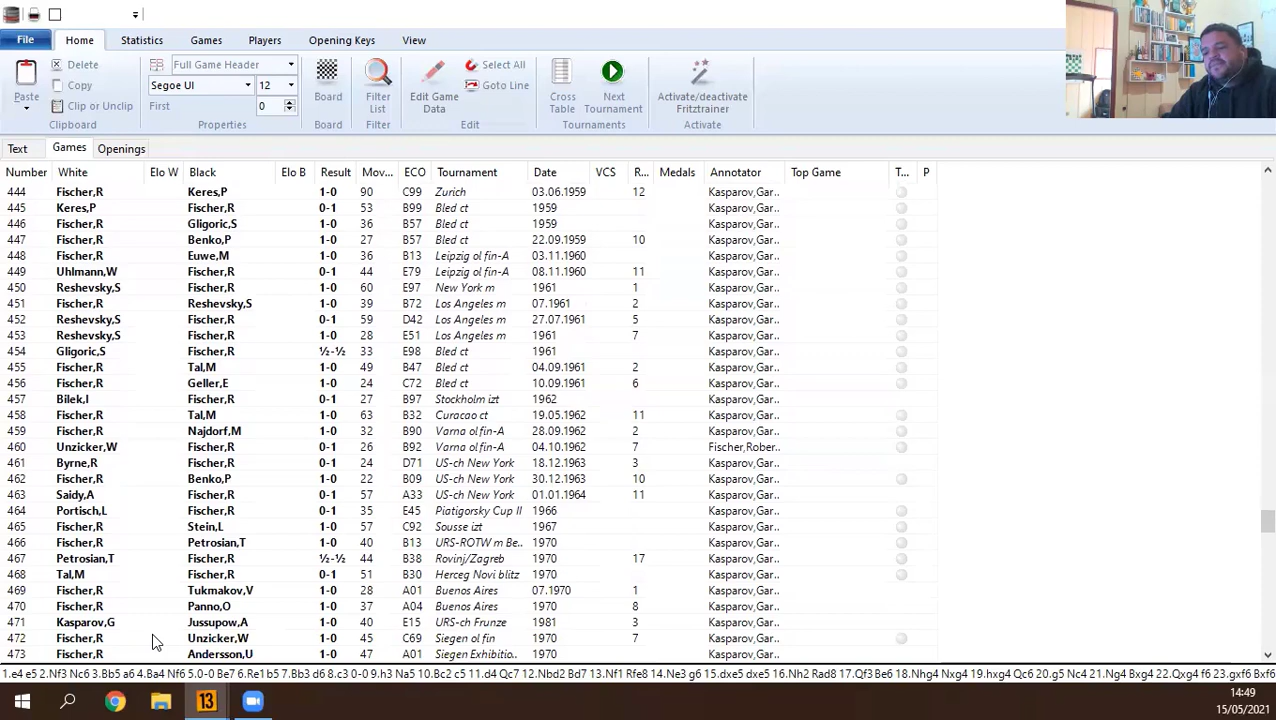 File Home Statistics Games Players Opening Keys View
Paste Delete Full Game Header Select All
Copy Segoe UI 12 Board Filter List Edit Game Data Goto Line Cross Table Next Tournament Activate/deactivate Fritztrainer
Clip or Unclip First 0
Clipboard Properties Board Filter Edit Tournaments Activate
Text Games Openings
Number White Elo W Black Elo B Result Mov... ECO Tournament Date VCS R... Medals Annotator Top Game T... P
444 Fischer,R Keres,P 1-0 90 C99 Zurich 03.06.1959 12 Kasparov,Gar..
445 Keres,P Fischer,R 0-1 53 B99 Bled ct 1959 Kasparov,Gar..
446 Fischer,R Gligoric,S 1-0 36 B57 Bled ct 1959 Kasparov,Gar..
447 Fischer,R Benko,P 1-0 27 B57 Bled ct 22.09.1959 10 Kasparov,Gar..
448 Fischer,R Euwe,M 1-0 36 B13 Leipzig ol fin-A 03.11.1960 Kasparov,Gar..
449 Uhlmann,W Fischer,R 0-1 44 E79 Leipzig ol fin-A 08.11.1960 11 Kasparov,Gar..
450 Reshevsky,S Fischer,R 1-0 60 E97 New York m 1961 1 Kasparov,Gar..
451 Fischer,R Reshevsky,S 1-0 39 B72 Los Angeles m 07.1961 2 Kasparov,Gar..
452 Reshevsky,S Fischer,R 0-1 59 D42 Los Angeles m 27.07.1961 5 Kasparov,Gar..
453 Reshevsky,S Fischer,R 1-0 28 E51 Los Angeles m 1961 7 Kasparov,Gar..
454 Gligoric,S Fischer,R ½-½ 33 E98 Bled ct 1961 Kasparov,Gar..
455 Fischer,R Tal,M 1-0 49 B47 Bled ct 04.09.1961 2 Kasparov,Gar..
456 Fischer,R Geller,E 1-0 24 C72 Bled ct 10.09.1961 6 Kasparov,Gar..
457 Bilek,I Fischer,R 0-1 27 B97 Stockholm izt 1962 Kasparov,Gar..
458 Fischer,R Tal,M 1-0 63 B32 Curacao ct 19.05.1962 11 Kasparov,Gar..
459 Fischer,R Najdorf,M 1-0 32 B90 Varna ol fin-A 28.09.1962 2 Kasparov,Gar..
460 Unzicker,W Fischer,R 0-1 26 B92 Varna ol fin-A 04.10.1962 7 Fischer,Rober..
461 Byrne,R Fischer,R 0-1 24 D71 US-ch New York 18.12.1963 3 Kasparov,Gar..
462 Fischer,R Benko,P 1-0 22 B09 US-ch New York 30.12.1963 10 Kasparov,Gar..
463 Saidy,A Fischer,R 0-1 57 A33 US-ch New York 01.01.1964 11 Kasparov,Gar..
464 Portisch,L Fischer,R 0-1 35 E45 Piatigorsky Cup II 1966 Kasparov,Gar..
465 Fischer,R Stein,L 1-0 57 C92 Sousse izt 1967 Kasparov,Gar..
466 Fischer,R Petrosian,T 1-0 40 B13 URS-ROTW m Be.. 1970 Kasparov,Gar..
467 Petrosian,T Fischer,R ½-½ 44 B38 Rovinj/Zagreb 1970 17 Kasparov,Gar..
468 Tal,M Fischer,R 0-1 51 B30 Herceg Novi blitz 1970 Kasparov,Gar..
469 Fischer,R Tukmakov,V 1-0 28 A01 Buenos Aires 07.1970 1 Kasparov,Gar..
470 Fischer,R Panno,O 1-0 37 A04 Buenos Aires 1970 8 Kasparov,Gar..
471 Kasparov,G Jussupow,A 1-0 40 E15 URS-ch Frunze 1981 3 Kasparov,Gar..
472 Fischer,R Unzicker,W 1-0 45 C69 Siegen ol fin 1970 7 Kasparov,Gar..
473 Fischer,R Andersson,U 1-0 47 A01 Siegen Exhibitio.. 1970 Kasparov,Gar..
1.e4 e5 2.Nf3 Nc6 3.Bb5 a6 4.Ba4 Nf6 5.0-0 Be7 6.Re1 b5 7.Bb3 d6 8.c3 0-0 9.h3 Na5 10.Bc2 c5 11.d4 Qc7 12.Nbd2 Bd7 13.Nf1 Rfe8 14.Ne3 g6 15.dxe5 dxe5 16.Nh2 Rad8 17.Qf3 Be6 18.Nhg4 Nxg4 19.hxg4 Qc6 20.g5 Nc4 21.Ng4 Bxg4 22.Qxg4 f6 23.gxf6 Bxf6
13
14:49
15/05/2021